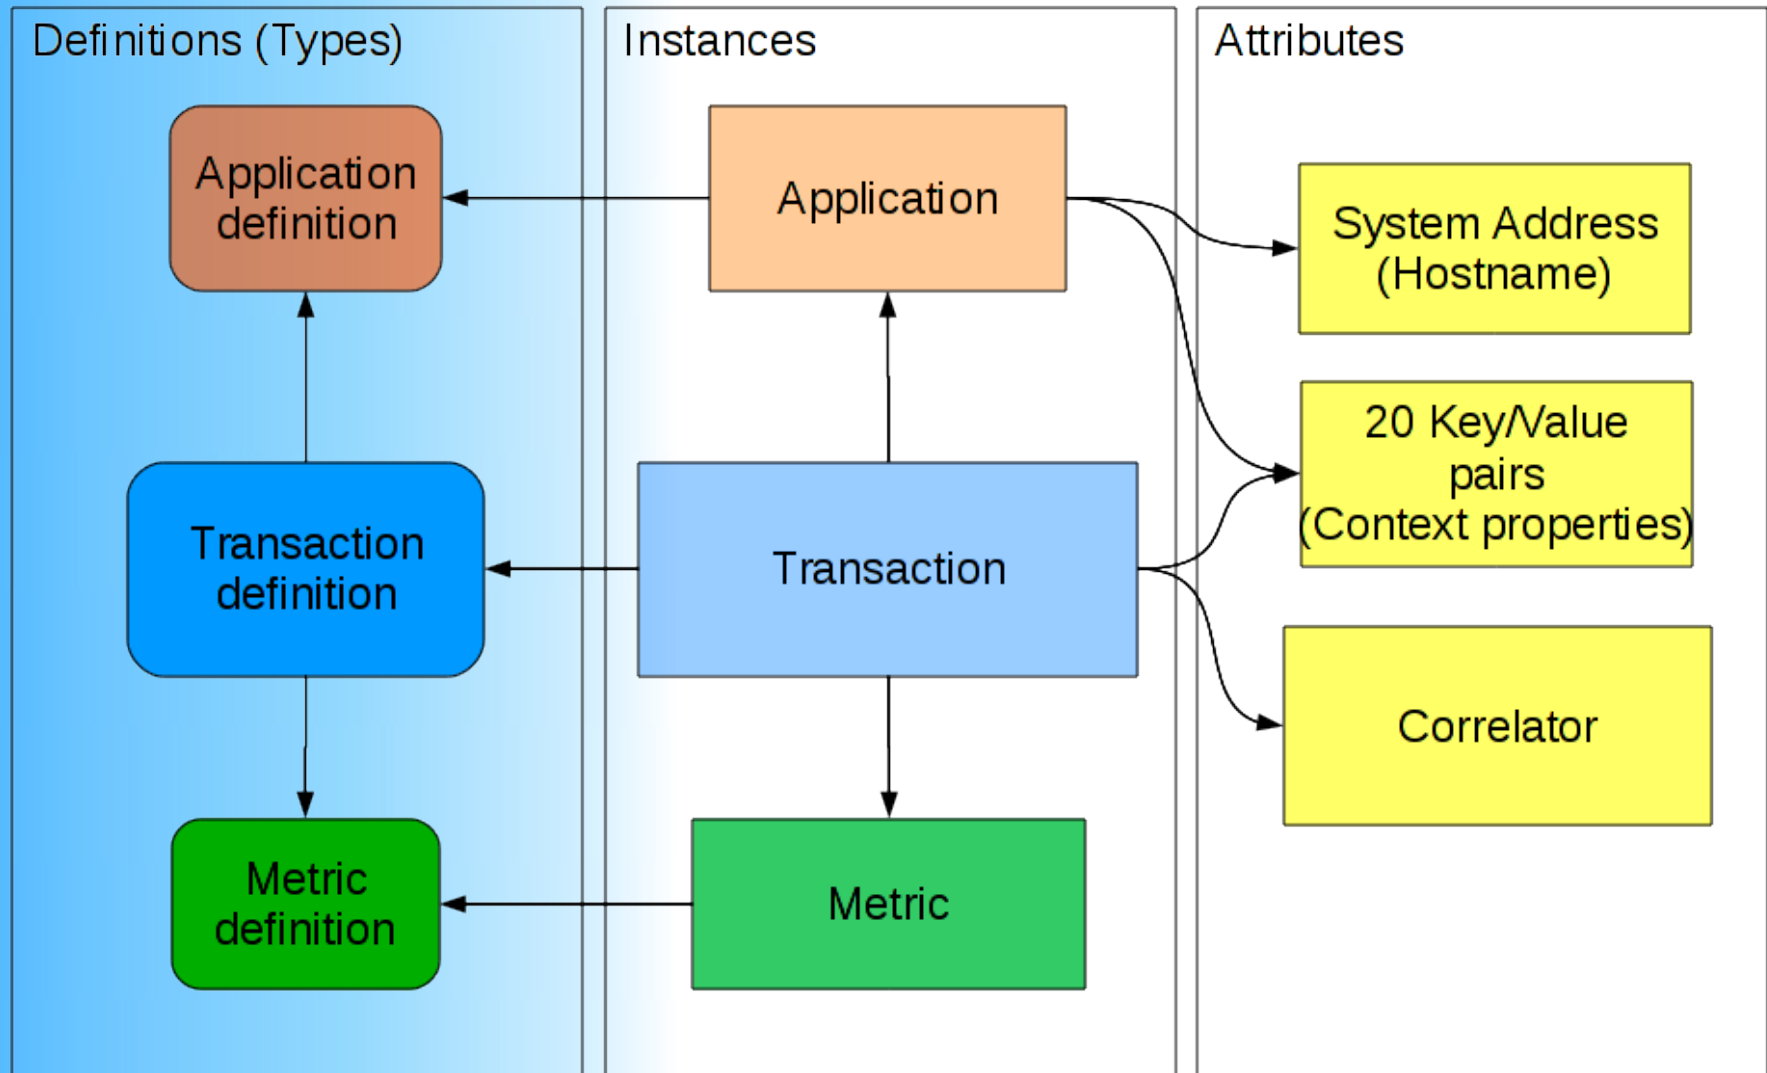 Definitions (Types)
Instances
Attributes
Application
definition
Application
System Address
(Hostname)
20 Key/Value
pairs
(Context properties)
Transaction
definition
Transaction
Correlator
Metric
definition
Metric